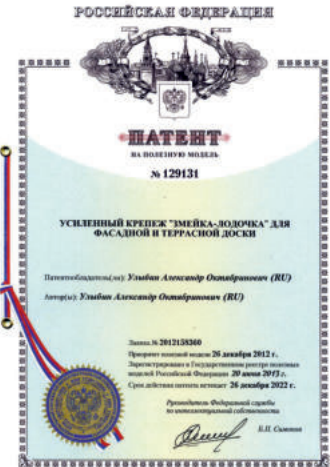 РОССИЙСКАЯ ФЕДЕРАЦИЯ
ПАТЕНТ
НА ПОЛЕЗНУЮ МОДЕЛЬ
№ 129131
УСИЛЕННЫЙ КРЕПЕЖ "ЗМЕЙКА-ЛОДОЧКА" ДЛЯ
ФАСАДНОЙ И ТЕРРАСНОЙ ДОСКИ
Патентообладатель(ли): Улыбин Александр Октябринович (RU)
Автор(ы): Улыбин Александр Октябринович (RU)
Заявка № 2012158360
Приоритет полезной модели 26 декабря 2012 г.
Зарегистрировано в Государственном реестре полезных
моделей Российской Федерации 20 июня 2013 г.
Срок действия патента истекает 26 декабря 2022 г.
Руководитель Федеральной службы
по интеллектуальной собственности
Б.П. Симонов